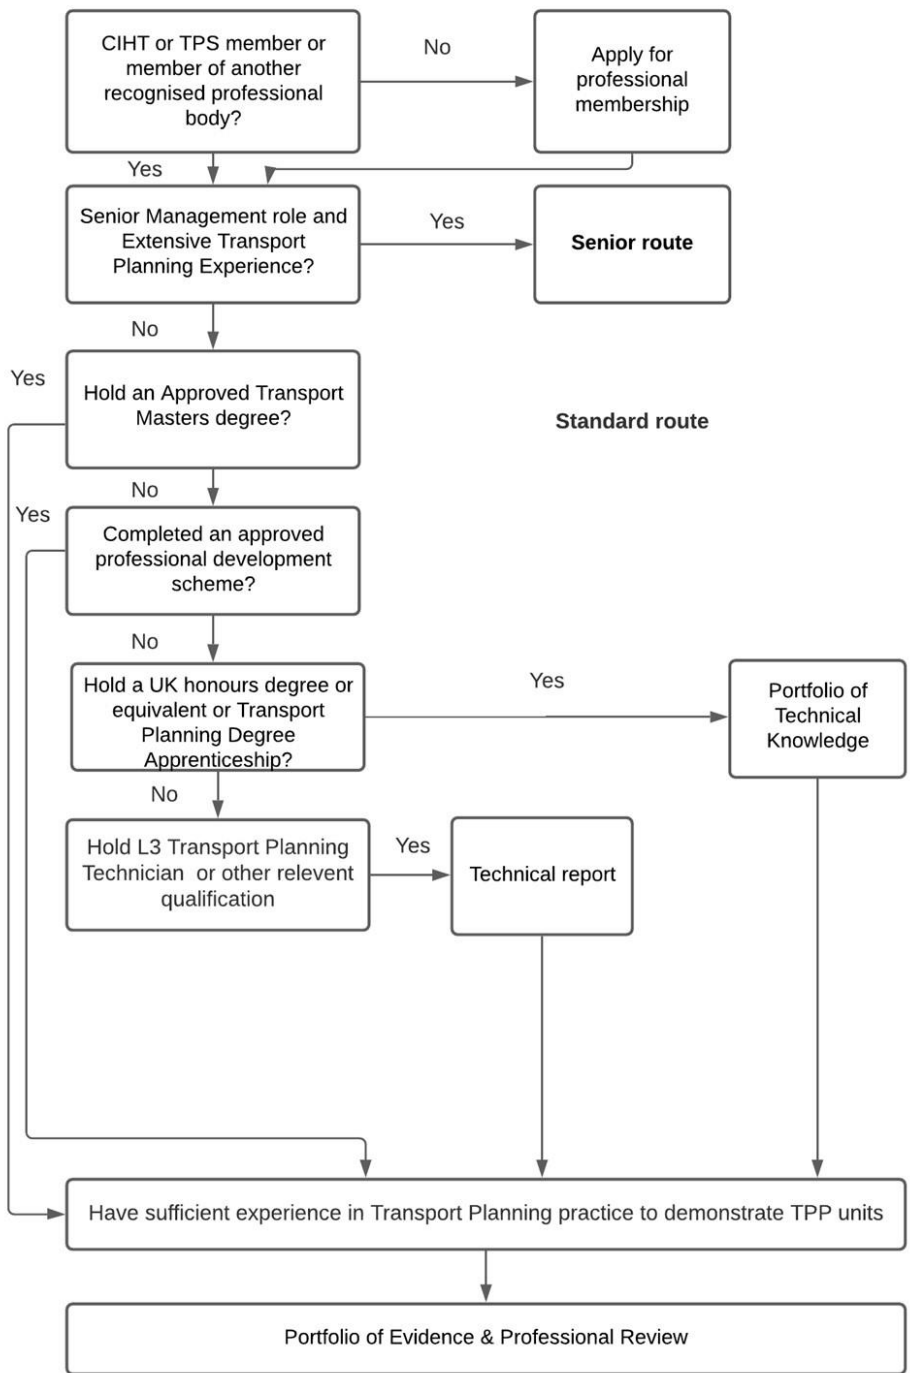 CIHT or TPS member or
member of another
recognised professional
body?
No
Apply for
professional
membership
Yes
Senior Management role and
Extensive Transport
Planning Experience?
Yes
Senior route
No
Yes
Hold an Approved Transport
Masters degree?
Standard route
No
Yes
Completed an approved
professional development
scheme?
No
Hold a UK honours degree or
equivalent or Transport
Planning Degree
Apprenticeship?
Yes
Portfolio of
Technical
Knowledge
No
Hold L3 Transport Planning
Technician or other relevent
qualification
Yes
Technical report
Have sufficient experience in Transport Planning practice to demonstrate TPP units
Portfolio of Evidence & Professional Review